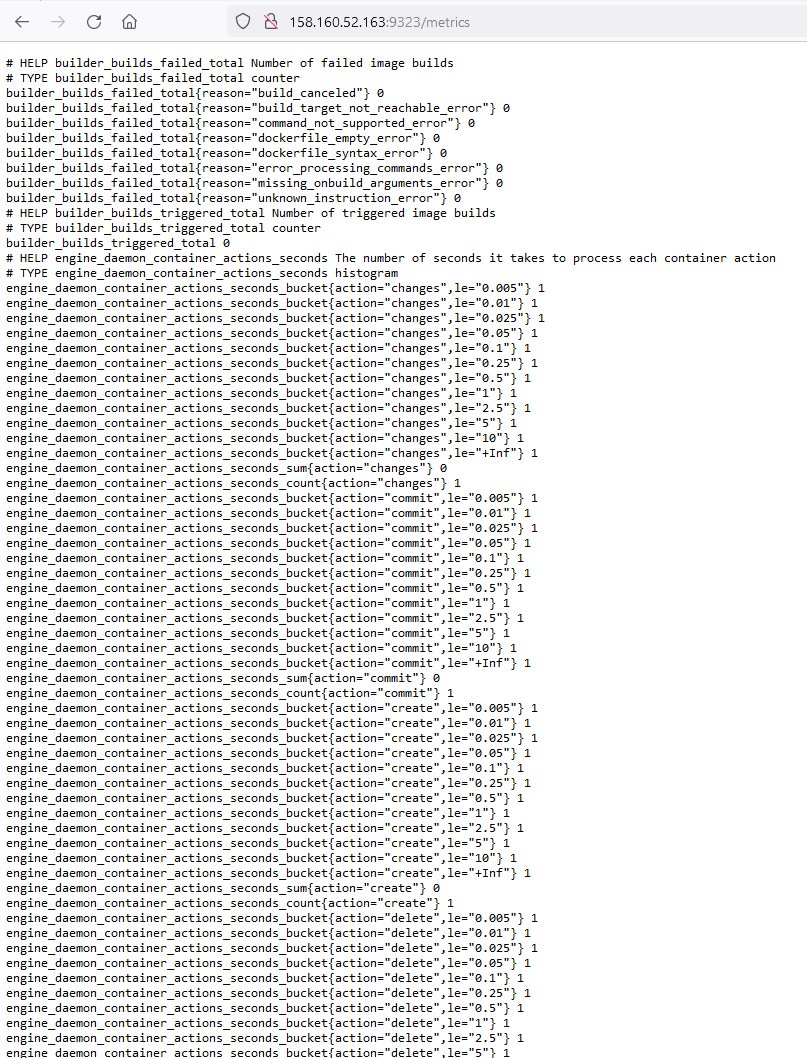 158.160.52.163:9323/metrics
# HELP builder_builds_failed_total Number of failed image builds
# TYPE builder_builds_failed_total counter
builder_builds_failed_total{reason="build_canceled"} 0
builder_builds_failed_total{reason="build_target_not_reachable_error"} 0
builder_builds_failed_total{reason="command_not_supported_error"} 0
builder_builds_failed_total{reason="dockerfile_empty_error"} 0
builder_builds_failed_total{reason="dockerfile_syntax_error"} 0
builder_builds_failed_total{reason="error_processing_commands_error"} 0
builder_builds_failed_total{reason="missing_onbuild_arguments_error"} 0
builder_builds_failed_total{reason="unknown_instruction_error"} 0
# HELP builder_builds_triggered_total Number of triggered image builds
# TYPE builder_builds_triggered_total counter
builder_builds_triggered_total 0
# HELP engine_daemon_container_actions_seconds The number of seconds it takes to process each container action
# TYPE engine_daemon_container_actions_seconds histogram
engine_daemon_container_actions_seconds_bucket{action="changes",le="0.005"} 1
engine_daemon_container_actions_seconds_bucket{action="changes",le="0.01"} 1
engine_daemon_container_actions_seconds_bucket{action="changes",le="0.025"} 1
engine_daemon_container_actions_seconds_bucket{action="changes",le="0.05"} 1
engine_daemon_container_actions_seconds_bucket{action="changes",le="0.1"} 1
engine_daemon_container_actions_seconds_bucket{action="changes",le="0.25"} 1
engine_daemon_container_actions_seconds_bucket{action="changes",le="0.5"} 1
engine_daemon_container_actions_seconds_bucket{action="changes",le="1"} 1
engine_daemon_container_actions_seconds_bucket{action="changes",le="2.5"} 1
engine_daemon_container_actions_seconds_bucket{action="changes",le="5"} 1
engine_daemon_container_actions_seconds_bucket{action="changes",le="10"} 1
engine_daemon_container_actions_seconds_bucket{action="changes",le="+Inf"} 1
engine_daemon_container_actions_seconds_sum{action="changes"} 0
engine_daemon_container_actions_seconds_count{action="changes"} 1
engine_daemon_container_actions_seconds_bucket{action="commit",le="0.005"} 1
engine_daemon_container_actions_seconds_bucket{action="commit",le="0.01"} 1
engine_daemon_container_actions_seconds_bucket{action="commit",le="0.025"} 1
engine_daemon_container_actions_seconds_bucket{action="commit",le="0.05"} 1
engine_daemon_container_actions_seconds_bucket{action="commit",le="0.1"} 1
engine_daemon_container_actions_seconds_bucket{action="commit",le="0.25"} 1
engine_daemon_container_actions_seconds_bucket{action="commit",le="0.5"} 1
engine_daemon_container_actions_seconds_bucket{action="commit",le="1"} 1
engine_daemon_container_actions_seconds_bucket{action="commit",le="2.5"} 1
engine_daemon_container_actions_seconds_bucket{action="commit",le="5"} 1
engine_daemon_container_actions_seconds_bucket{action="commit",le="10"} 1
engine_daemon_container_actions_seconds_bucket{action="commit",le="+Inf"} 1
engine_daemon_container_actions_seconds_sum{action="commit"} 0
engine_daemon_container_actions_seconds_count{action="commit"} 1
engine_daemon_container_actions_seconds_bucket{action="create",le="0.005"} 1
engine_daemon_container_actions_seconds_bucket{action="create",le="0.01"} 1
engine_daemon_container_actions_seconds_bucket{action="create",le="0.025"} 1
engine_daemon_container_actions_seconds_bucket{action="create",le="0.05"} 1
engine_daemon_container_actions_seconds_bucket{action="create",le="0.1"} 1
engine_daemon_container_actions_seconds_bucket{action="create",le="0.25"} 1
engine_daemon_container_actions_seconds_bucket{action="create",le="0.5"} 1
engine_daemon_container_actions_seconds_bucket{action="create",le="1"} 1
engine_daemon_container_actions_seconds_bucket{action="create",le="2.5"} 1
engine_daemon_container_actions_seconds_bucket{action="create",le="5"} 1
engine_daemon_container_actions_seconds_bucket{action="create",le="10"} 1
engine_daemon_container_actions_seconds_bucket{action="create",le="+Inf"} 1
engine_daemon_container_actions_seconds_sum{action="create"} 0
engine_daemon_container_actions_seconds_count{action="create"} 1
engine_daemon_container_actions_seconds_bucket{action="delete",le="0.005"} 1
engine_daemon_container_actions_seconds_bucket{action="delete",le="0.01"} 1
engine_daemon_container_actions_seconds_bucket{action="delete",le="0.025"} 1
engine_daemon_container_actions_seconds_bucket{action="delete",le="0.05"} 1
engine_daemon_container_actions_seconds_bucket{action="delete",le="0.1"} 1
engine_daemon_container_actions_seconds_bucket{action="delete",le="0.25"} 1
engine_daemon_container_actions_seconds_bucket{action="delete",le="0.5"} 1
engine_daemon_container_actions_seconds_bucket{action="delete",le="1"} 1
engine_daemon_container_actions_seconds_bucket{action="delete",le="2.5"} 1
engine_daemon_container_actions_seconds_bucket{action="delete",le="5"} 1